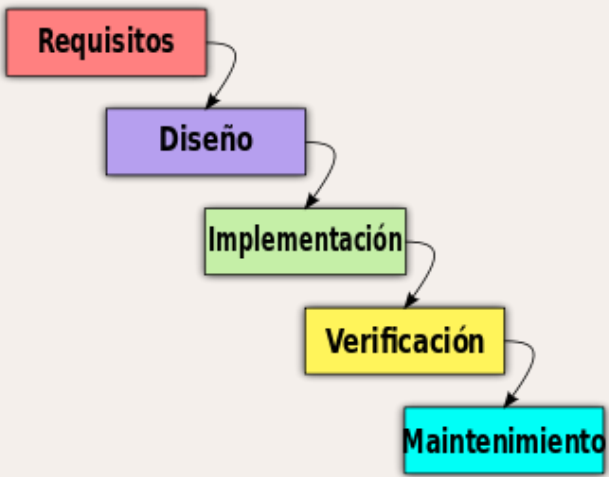 Requisitos
Diseño
Implementación
Verificación
Maintenimiento